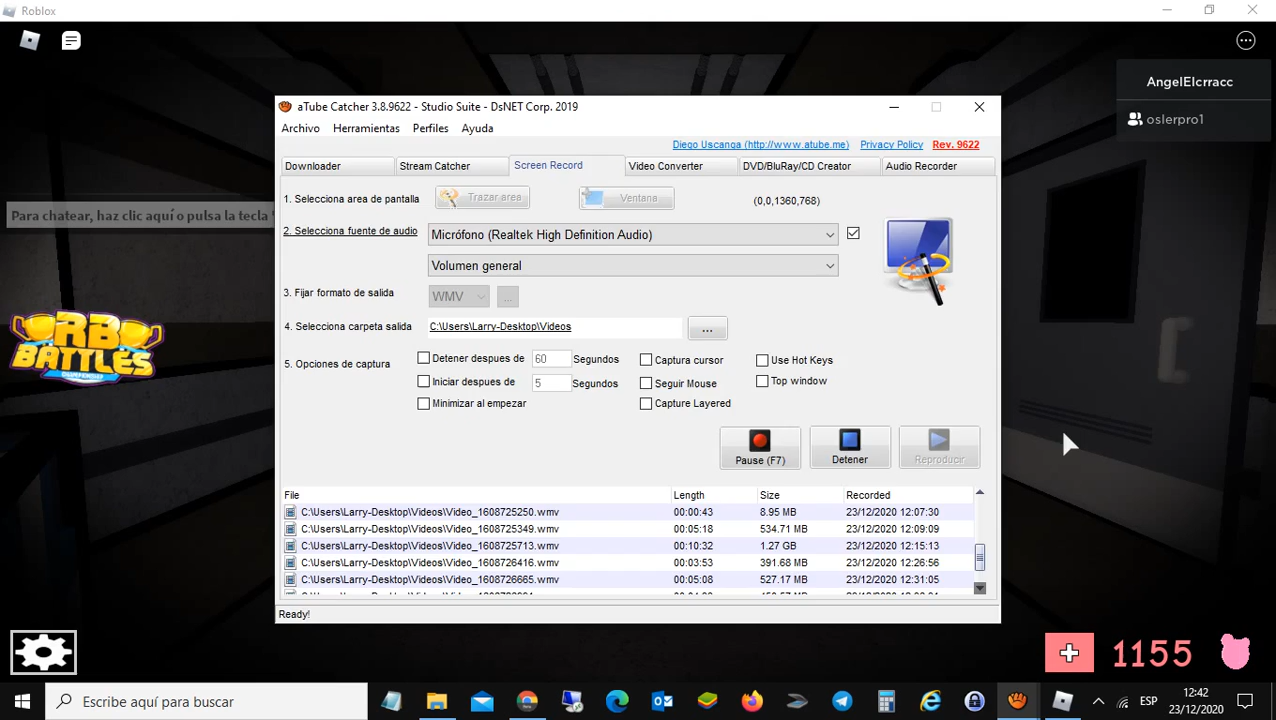 Roblox
AngelElcrracc
oslerpro1
aTube Catcher 3.8.9622 - Studio Suite - DsNET Corp. 2019
Archivo Herramientas Perfiles Ayuda
Diego Uscanga (http://www.atube.me) Privacy Policy Rev. 9622
Downloader Stream Catcher Screen Record Video Converter DVD/BluRay/CD Creator Audio Recorder
1. Selecciona area de pantalla Trazar area Ventana (0,0,1360,768)
Para chatear, haz clic aquí o pulsa la tecla '
2. Selecciona fuente de audio Micrófono (Realtek High Definition Audio)
Volumen general
3. Fijar formato de salida WMV ...
4. Selecciona carpeta salida C:\Users\Larry-Desktop\Videos ...
5. Opciones de captura Detener despues de 60 Segundos Captura cursor Use Hot Keys
Iniciar despues de 5 Segundos Seguir Mouse Top window
Minimizar al empezar Capture Layered
RB
BATTLES
Pause (F7) Detener Reproducir
File Length Size Recorded
C:\Users\Larry-Desktop\Videos\Video_1608725250.wmv 00:00:43 8.95 MB 23/12/2020 12:07:30
C:\Users\Larry-Desktop\Videos\Video_1608725349.wmv 00:05:18 534.71 MB 23/12/2020 12:09:09
C:\Users\Larry-Desktop\Videos\Video_1608725713.wmv 00:10:32 1.27 GB 23/12/2020 12:15:13
C:\Users\Larry-Desktop\Videos\Video_1608726416.wmv 00:03:53 391.68 MB 23/12/2020 12:26:56
C:\Users\Larry-Desktop\Videos\Video_1608726665.wmv 00:05:08 527.17 MB 23/12/2020 12:31:05
Ready!
1155
Escribe aquí para buscar
ESP
12:42
23/12/2020